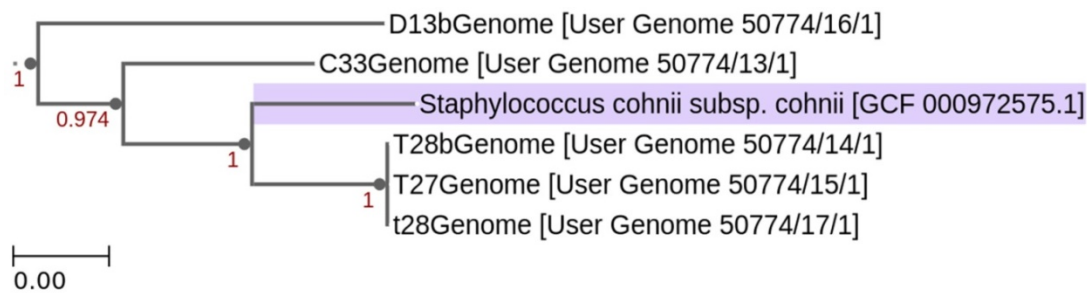 D13bGenome [User Genome 50774/16/1]
1
C33Genome [User Genome 50774/13/1]
0.974
Staphylococcus cohnii subsp. cohnii [GCF 000972575.1]
1
T28bGenome [User Genome 50774/14/1]
T27Genome [User Genome 50774/15/1]
1
t28Genome [User Genome 50774/17/1]
0.00